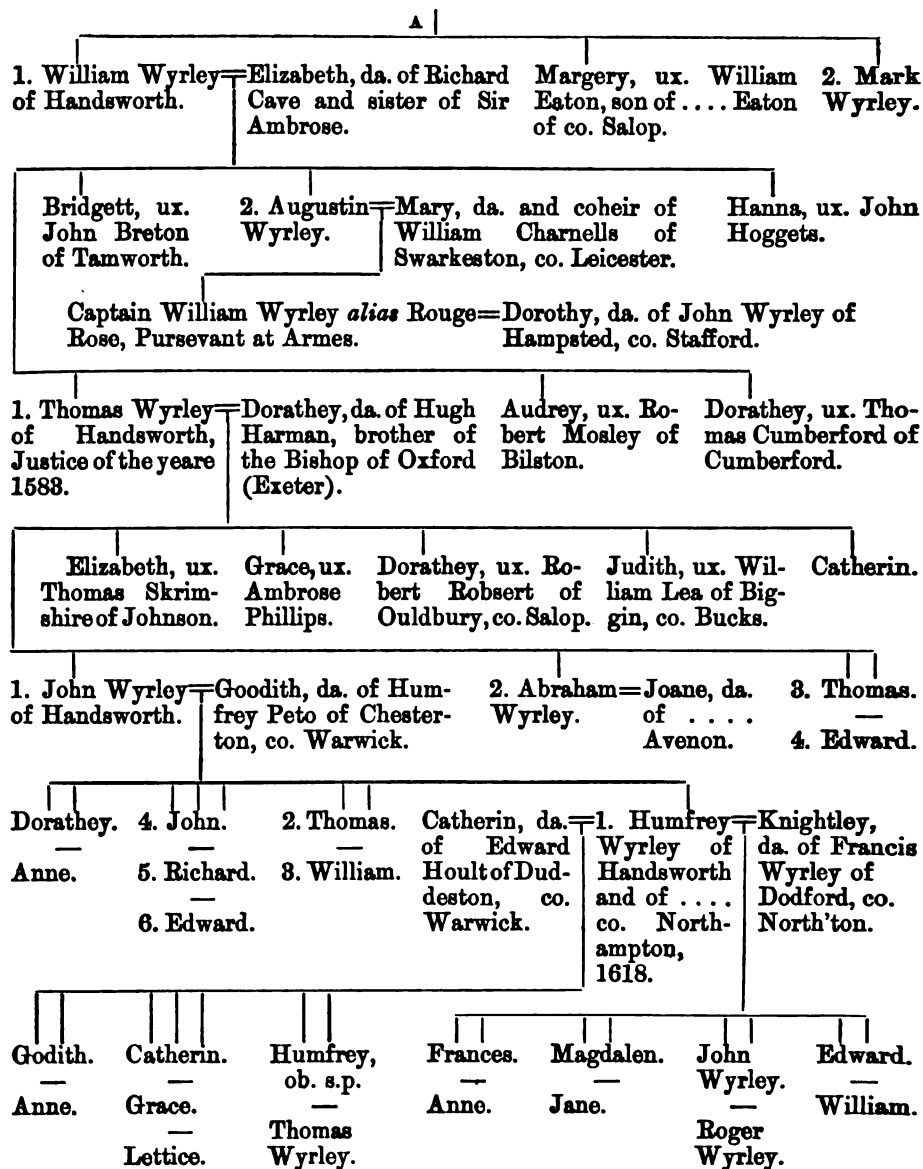 A
1. William Wyrley = Elizabeth, da. of Richard Margery, ux. William 2. Mark
of Handsworth. Cave and sister of Sir Eaton, son of .... Eaton Wyrley.
Ambrose. of co. Salop.
Bridgett, ux. 2. Augustin = Mary, da. and coheir of Hanna, ux. John
John Breton Wyrley. William Charnells of Hoggets.
of Tamworth. Swarkeston, co. Leicester.
Captain William Wyrley alias Rouge = Dorothy, da. of John Wyrley of
Rose, Pursevant at Armes. Hampsted, co. Stafford.
1. Thomas Wyrley = Dorathey, da. of Hugh Audrey, ux. Ro- Dorathey, ux. Tho-
of Handsworth, Harman, brother of bert Mosley of mas Cumberford of
Justice of the yeare the Bishop of Oxford Bilston. Cumberford.
1583. (Exeter).
Elizabeth, ux. Grace, ux. Dorathey, ux. Ro- Judith, ux. Wil- Catherin.
Thomas Skrim- Ambrose bert Robsert of liam Lea of Big-
shire of Johnson. Phillips. Ouldbury, co. Salop. gin, co. Bucks.
1. John Wyrley = Goodith, da. of Hum- 2. Abraham = Joane, da. 3. Thomas.
of Handsworth. frey Peto of Chester- Wyrley. of .... —
ton, co. Warwick. Avenon. 4. Edward.
Dorathey. 4. John. 2. Thomas. Catherin, da. = 1. Humfrey = Knightley,
— — — of Edward Wyrley of da. of Francis
Anne. 5. Richard. 3. William. Hoult of Dud- Handsworth Wyrley of
— deston, co. and of .... Dodford, co.
6. Edward. Warwick. co. North- North'ton.
ampton,
1618.
Godith. Catherin. Humfrey, Frances. Magdalen. John Edward.
— — ob. s.p. — — Wyrley. —
Anne. Grace. — Anne. Jane. — William.
— Thomas Roger
Lettice. Wyrley. Wyrley.